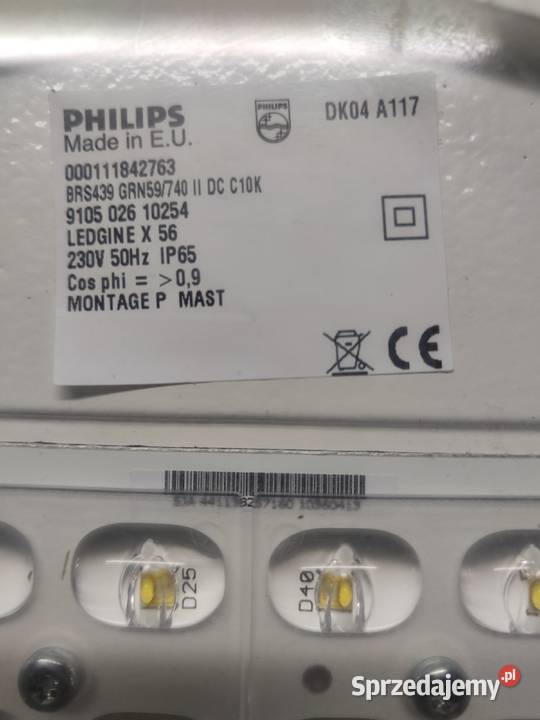 PHILIPS
Made in E.U.
PHILIPS
DK04 A117
000111842763
BRS439 GRN59/740 II DC C10K
9105 026 10254
LEDGINE X 56
230V 50Hz IP65
Cos phi = >0,9
MONTAGE P MAST
CE
D25
D40
Sprzedajemy.pl